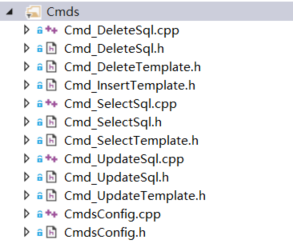 Cmds
Cmd_DeleteSql.cpp
Cmd_DeleteSql.h
Cmd_DeleteTemplate.h
Cmd_InsertTemplate.h
Cmd_SelectSql.cpp
Cmd_SelectSql.h
Cmd_SelectTemplate.h
Cmd_UpdateSql.cpp
Cmd_UpdateSql.h
Cmd_UpdateTemplate.h
CmdsConfig.cpp
CmdsConfig.h